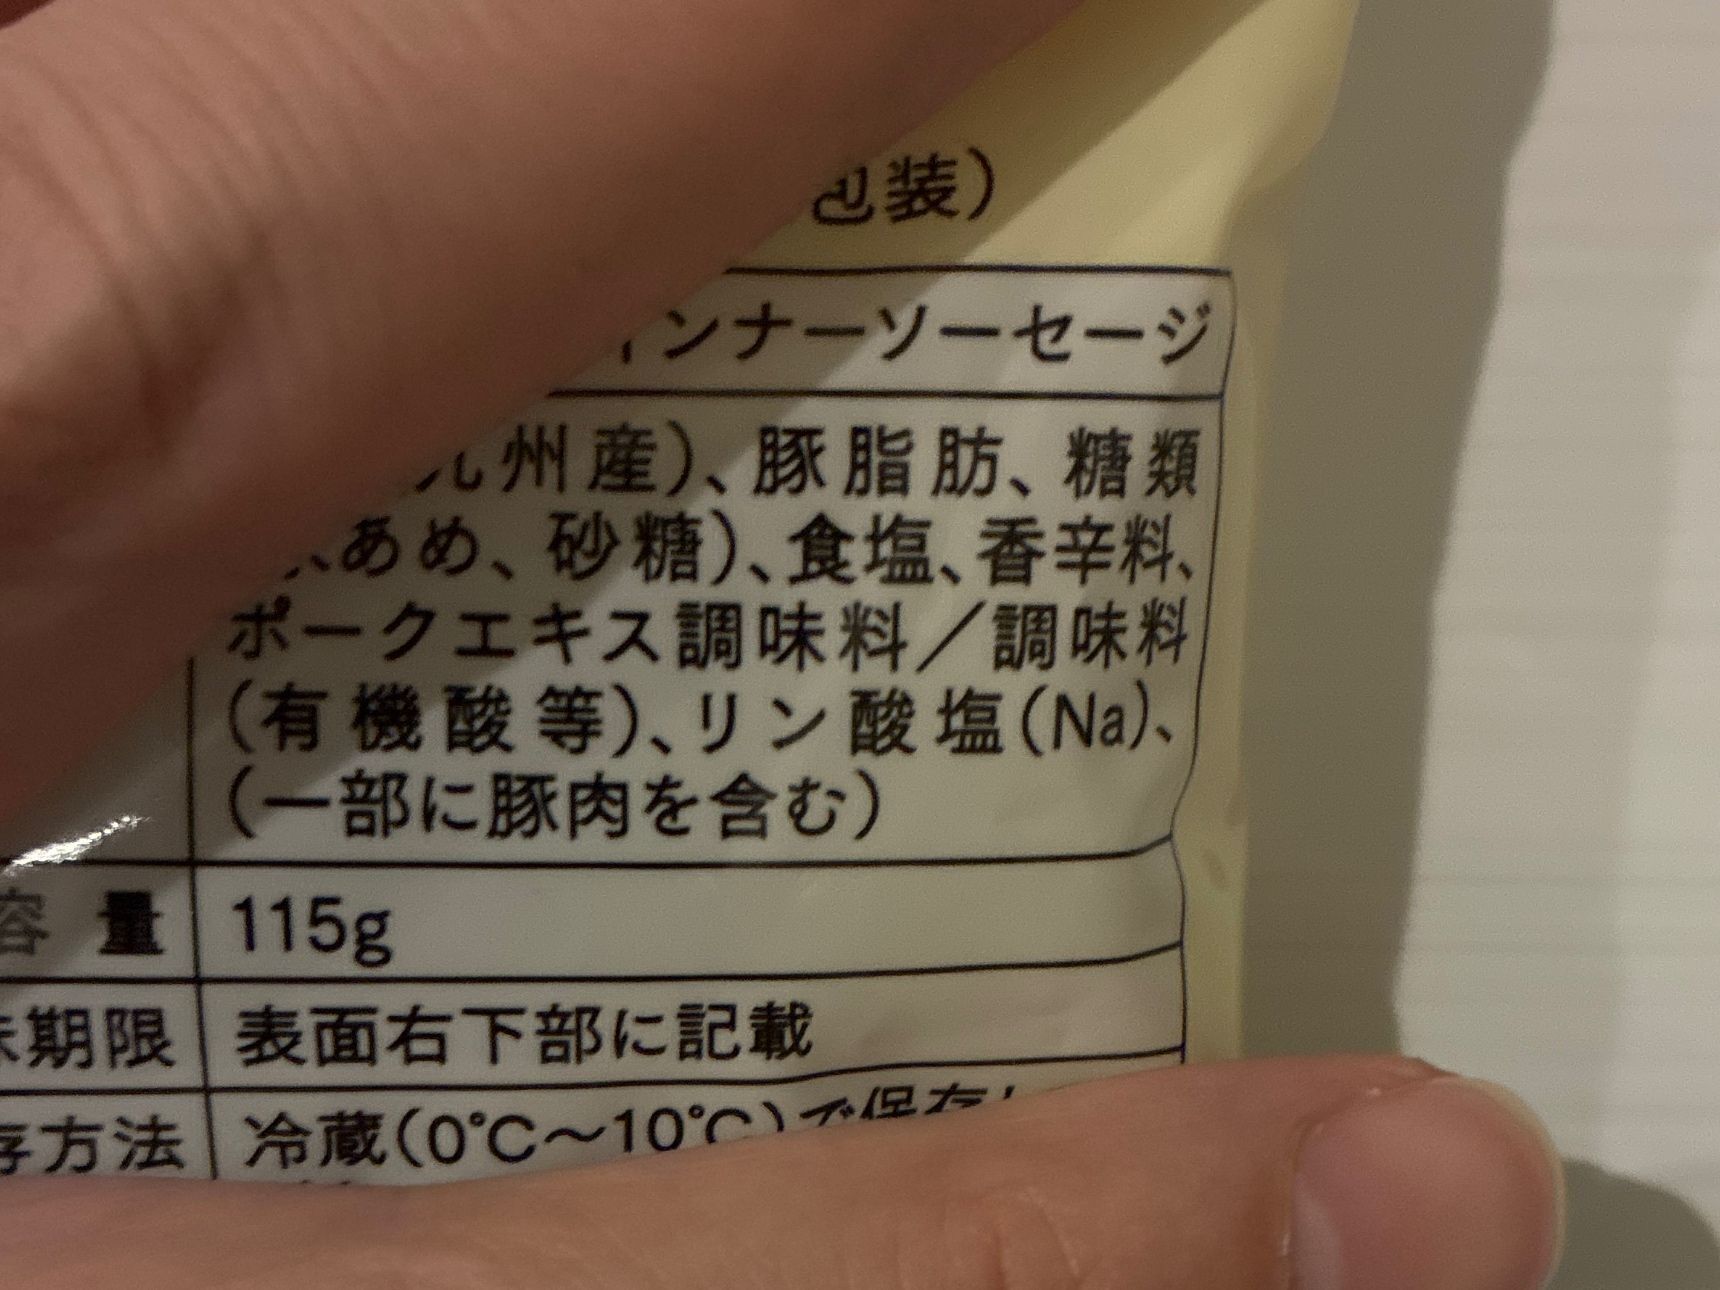 包装)
ンナーソーセージ
九州産)、豚脂肪、糖類
、あめ、砂糖)、食塩、香辛料、
ポークエキス調味料/調味料
(有機酸等)、リン酸塩(Na)、
(一部に豚肉を含む)
容量 115g
期限 表面右下部に記載
存方法 冷蔵(0℃~10℃)で保存